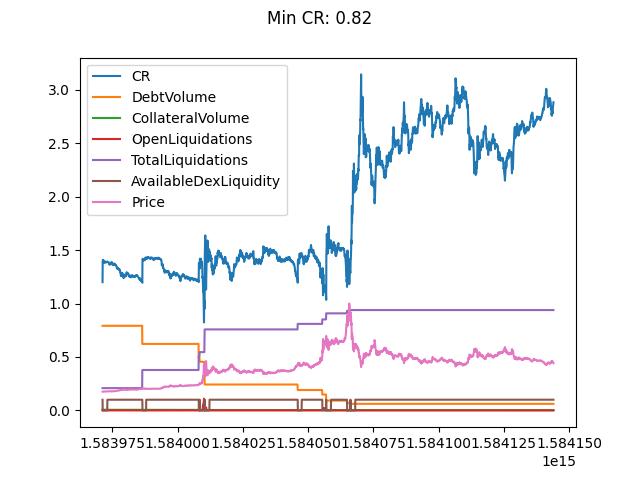 Min CR: 0.82
CR
DebtVolume
CollateralVolume
OpenLiquidations
TotalLiquidations
AvailableDexLiquidity
Price
3.0
2.5
2.0
1.5
1.0
0.5
0.0
1.583975 1.584000 1.584025 1.584050 1.584075 1.584100 1.584125 1.584150
1e15